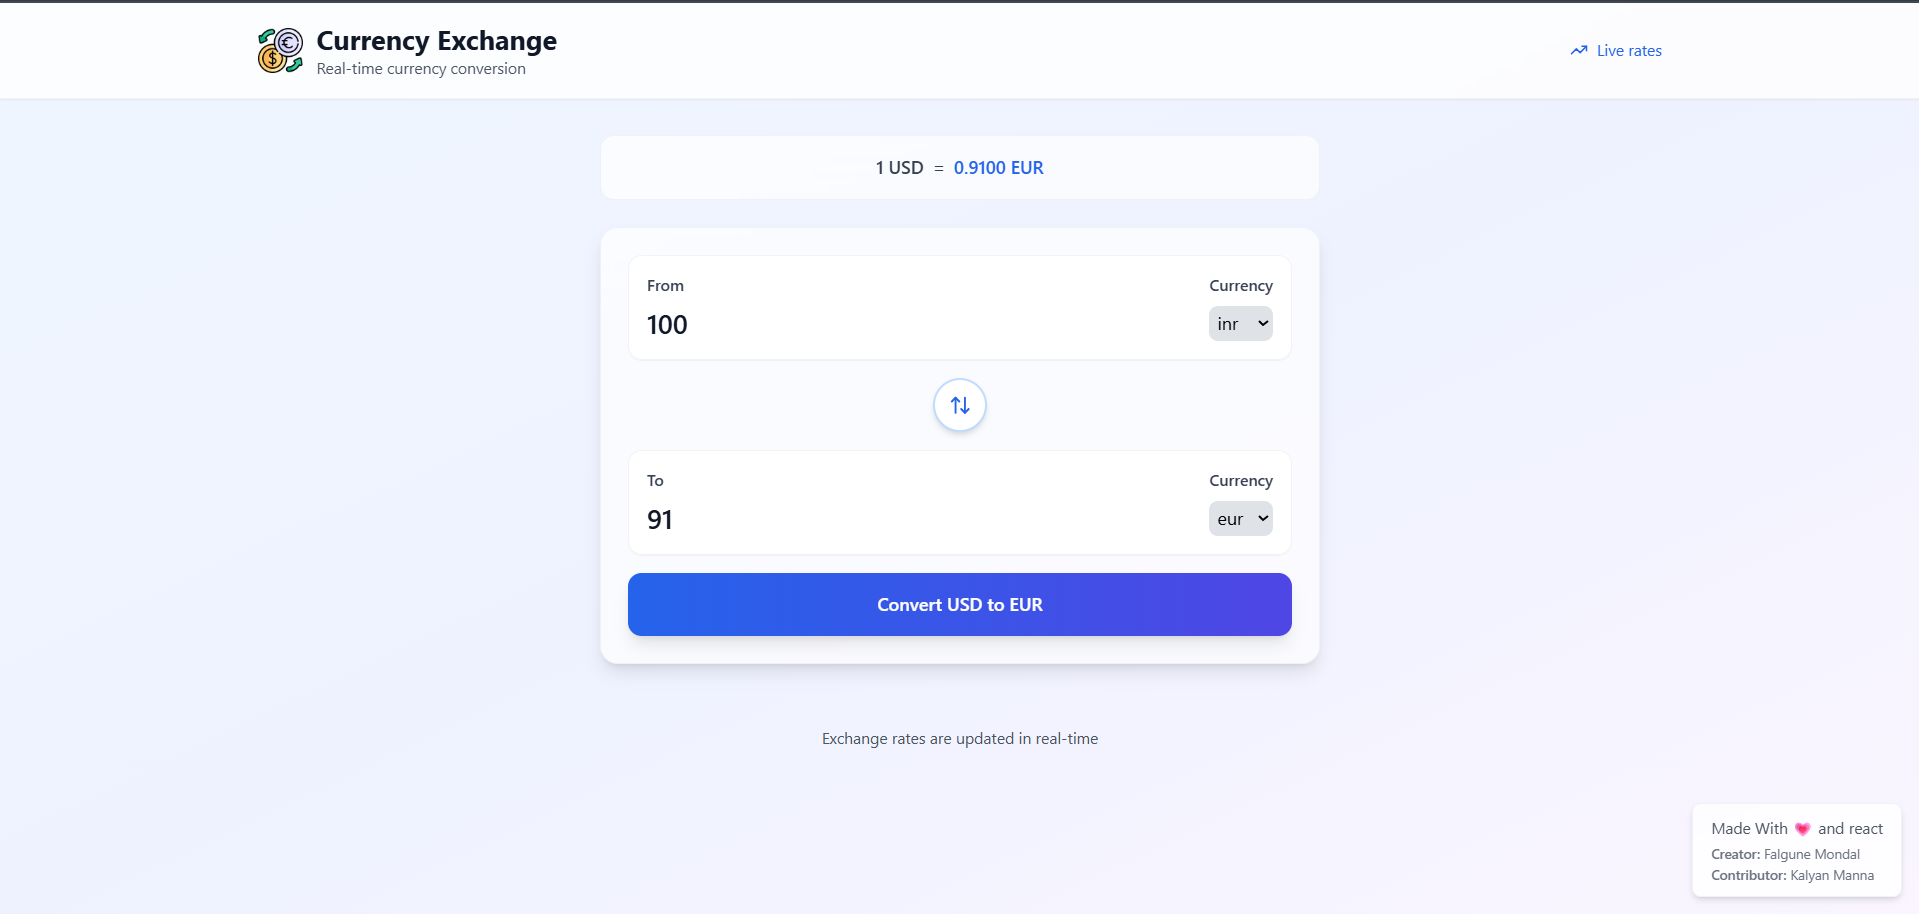 Currency Exchange
Real-time currency conversion
Live rates
1 USD = 0.9100 EUR
From
Currency
100
inr
To
Currency
91
eur
Convert USD to EUR
Exchange rates are updated in real-time
Made With 💗 and react
Creator: Falgune Mondal
Contributor: Kalyan Manna